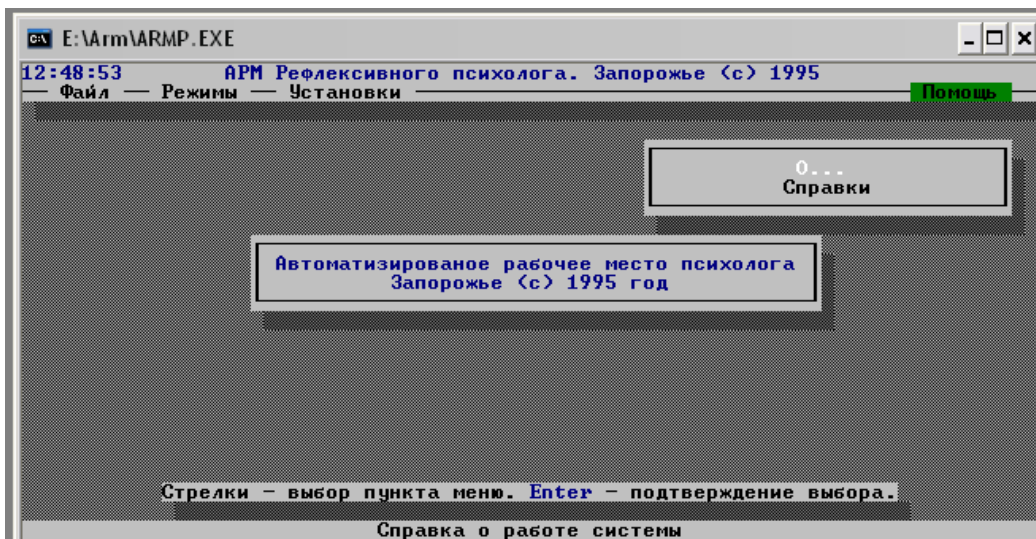 E:\Arm\ARMP.EXE
12:48:53 АРМ Рефлексивного психолога. Запорожье (c) 1995
Файл Режимы Установки Помощь
О...
Справки
Автоматизированое рабочее место психолога
Запорожье (c) 1995 год
Стрелки - выбор пункта меню. Enter - подтверждение выбора.
Справка о работе системы